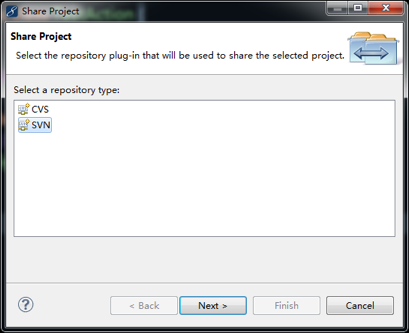 Share Project
Share Project
Select the repository plug-in that will be used to share the selected project.
Select a repository type:
CVS
SVN
?
< Back
Next >
Finish
Cancel